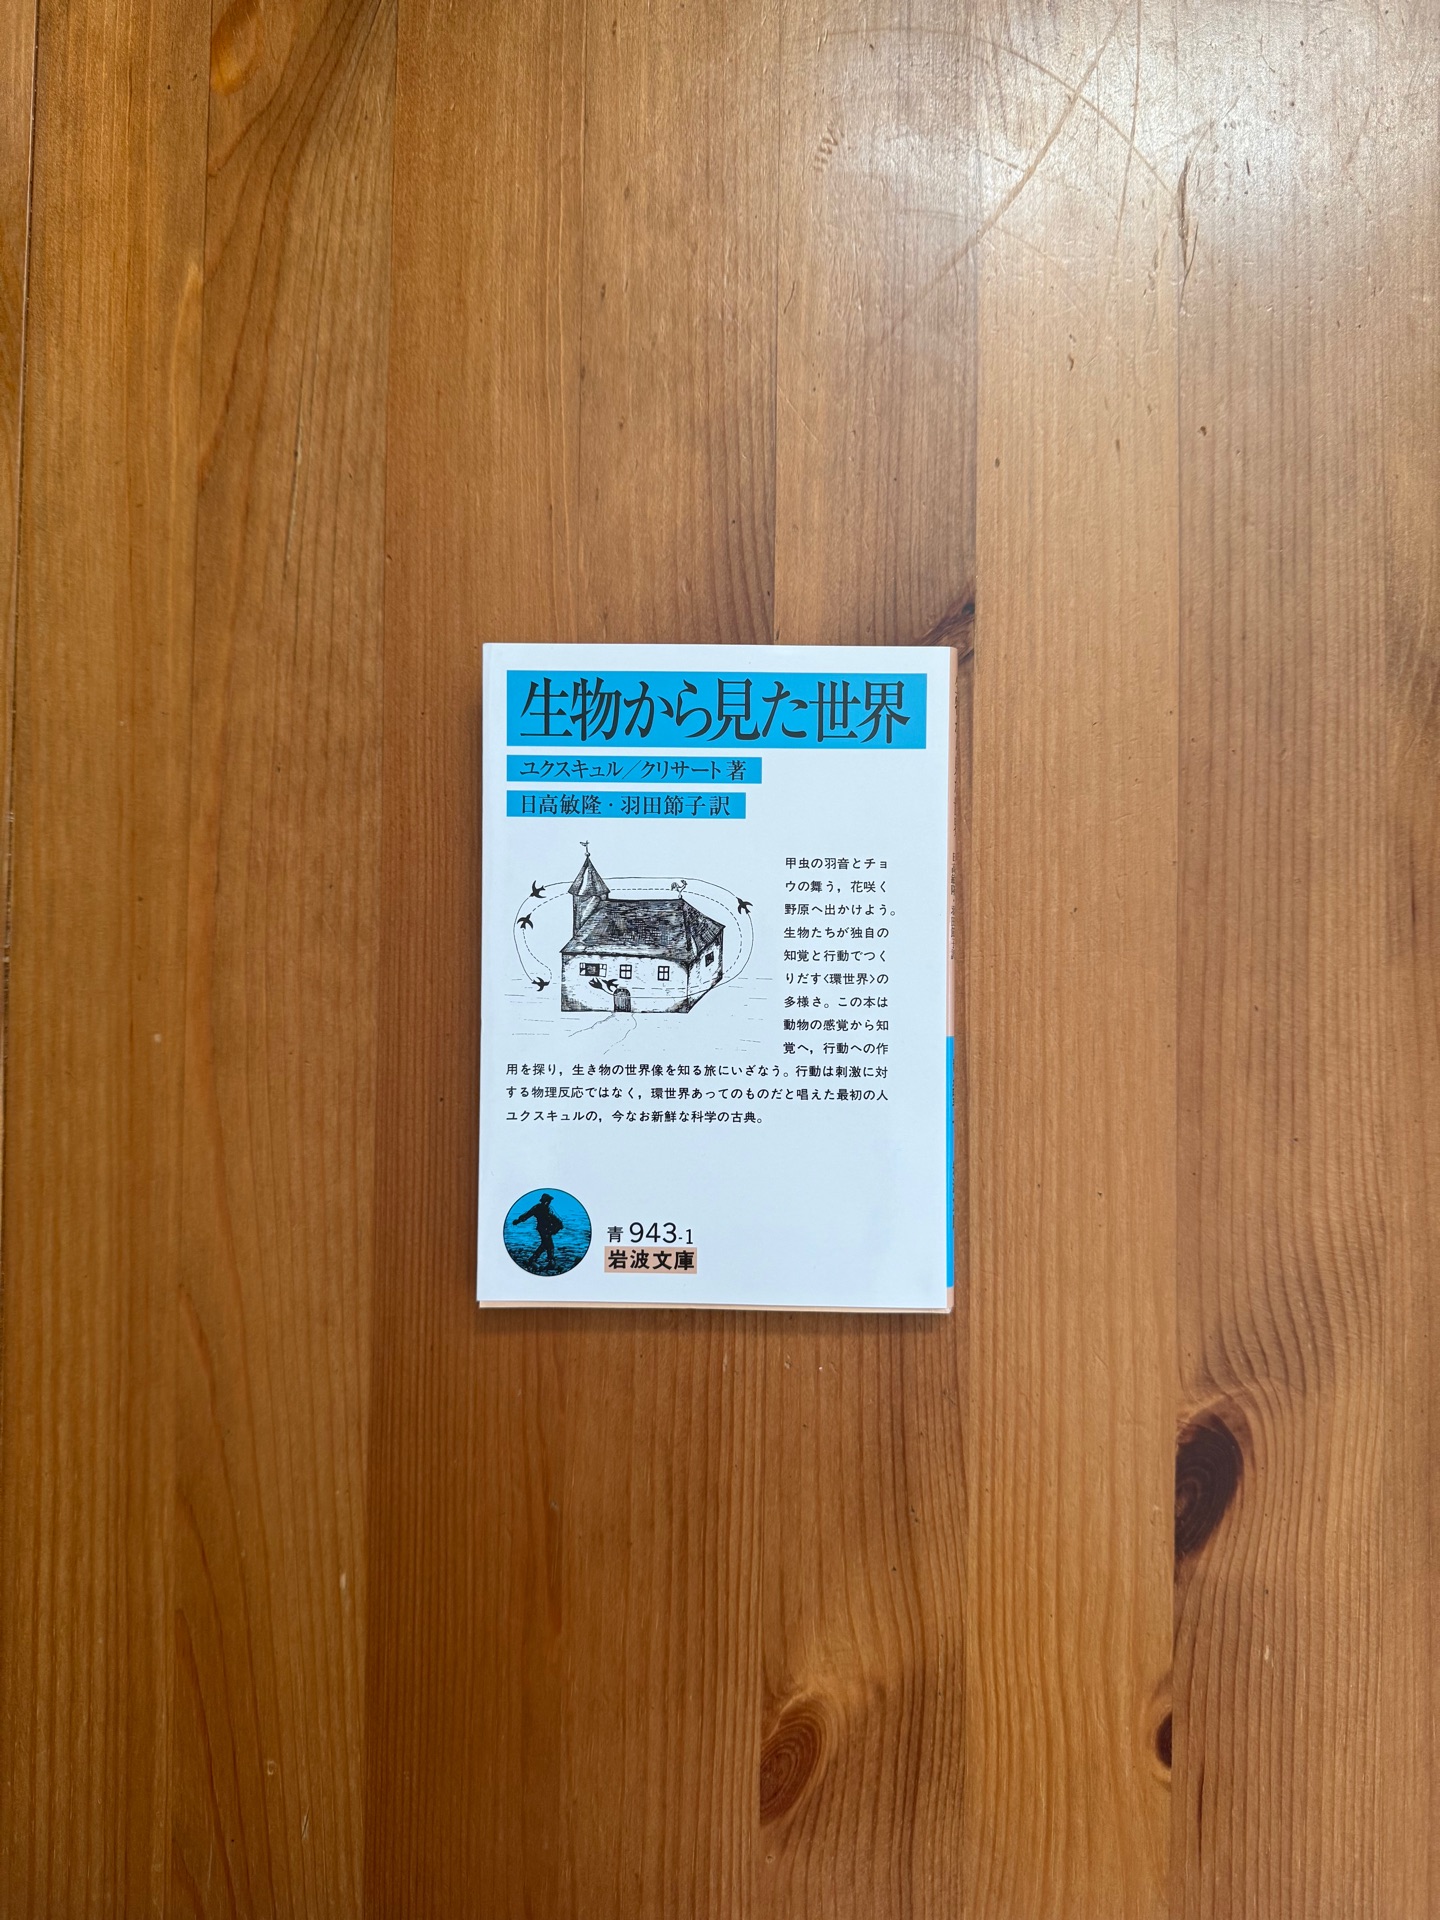 生物から見た世界
ユクスキュル/クリサート著
日高敏隆・羽田節子訳
甲虫の羽音とチョ
ウの舞う，花咲く
野原へ出かけよう。
生物たちが独自の
知覚と行動でつく
りだす〈環世界〉の
多様さ。この本は
動物の感覚から知
覚へ，行動への作
用を探り，生き物の世界像を知る旅にいざなう。行動は刺激に対
する物理反応ではなく，環世界あってのものだと唱えた最初の人
ユクスキュルの，今なお新鮮な科学の古典。
青 943-1
岩波文庫